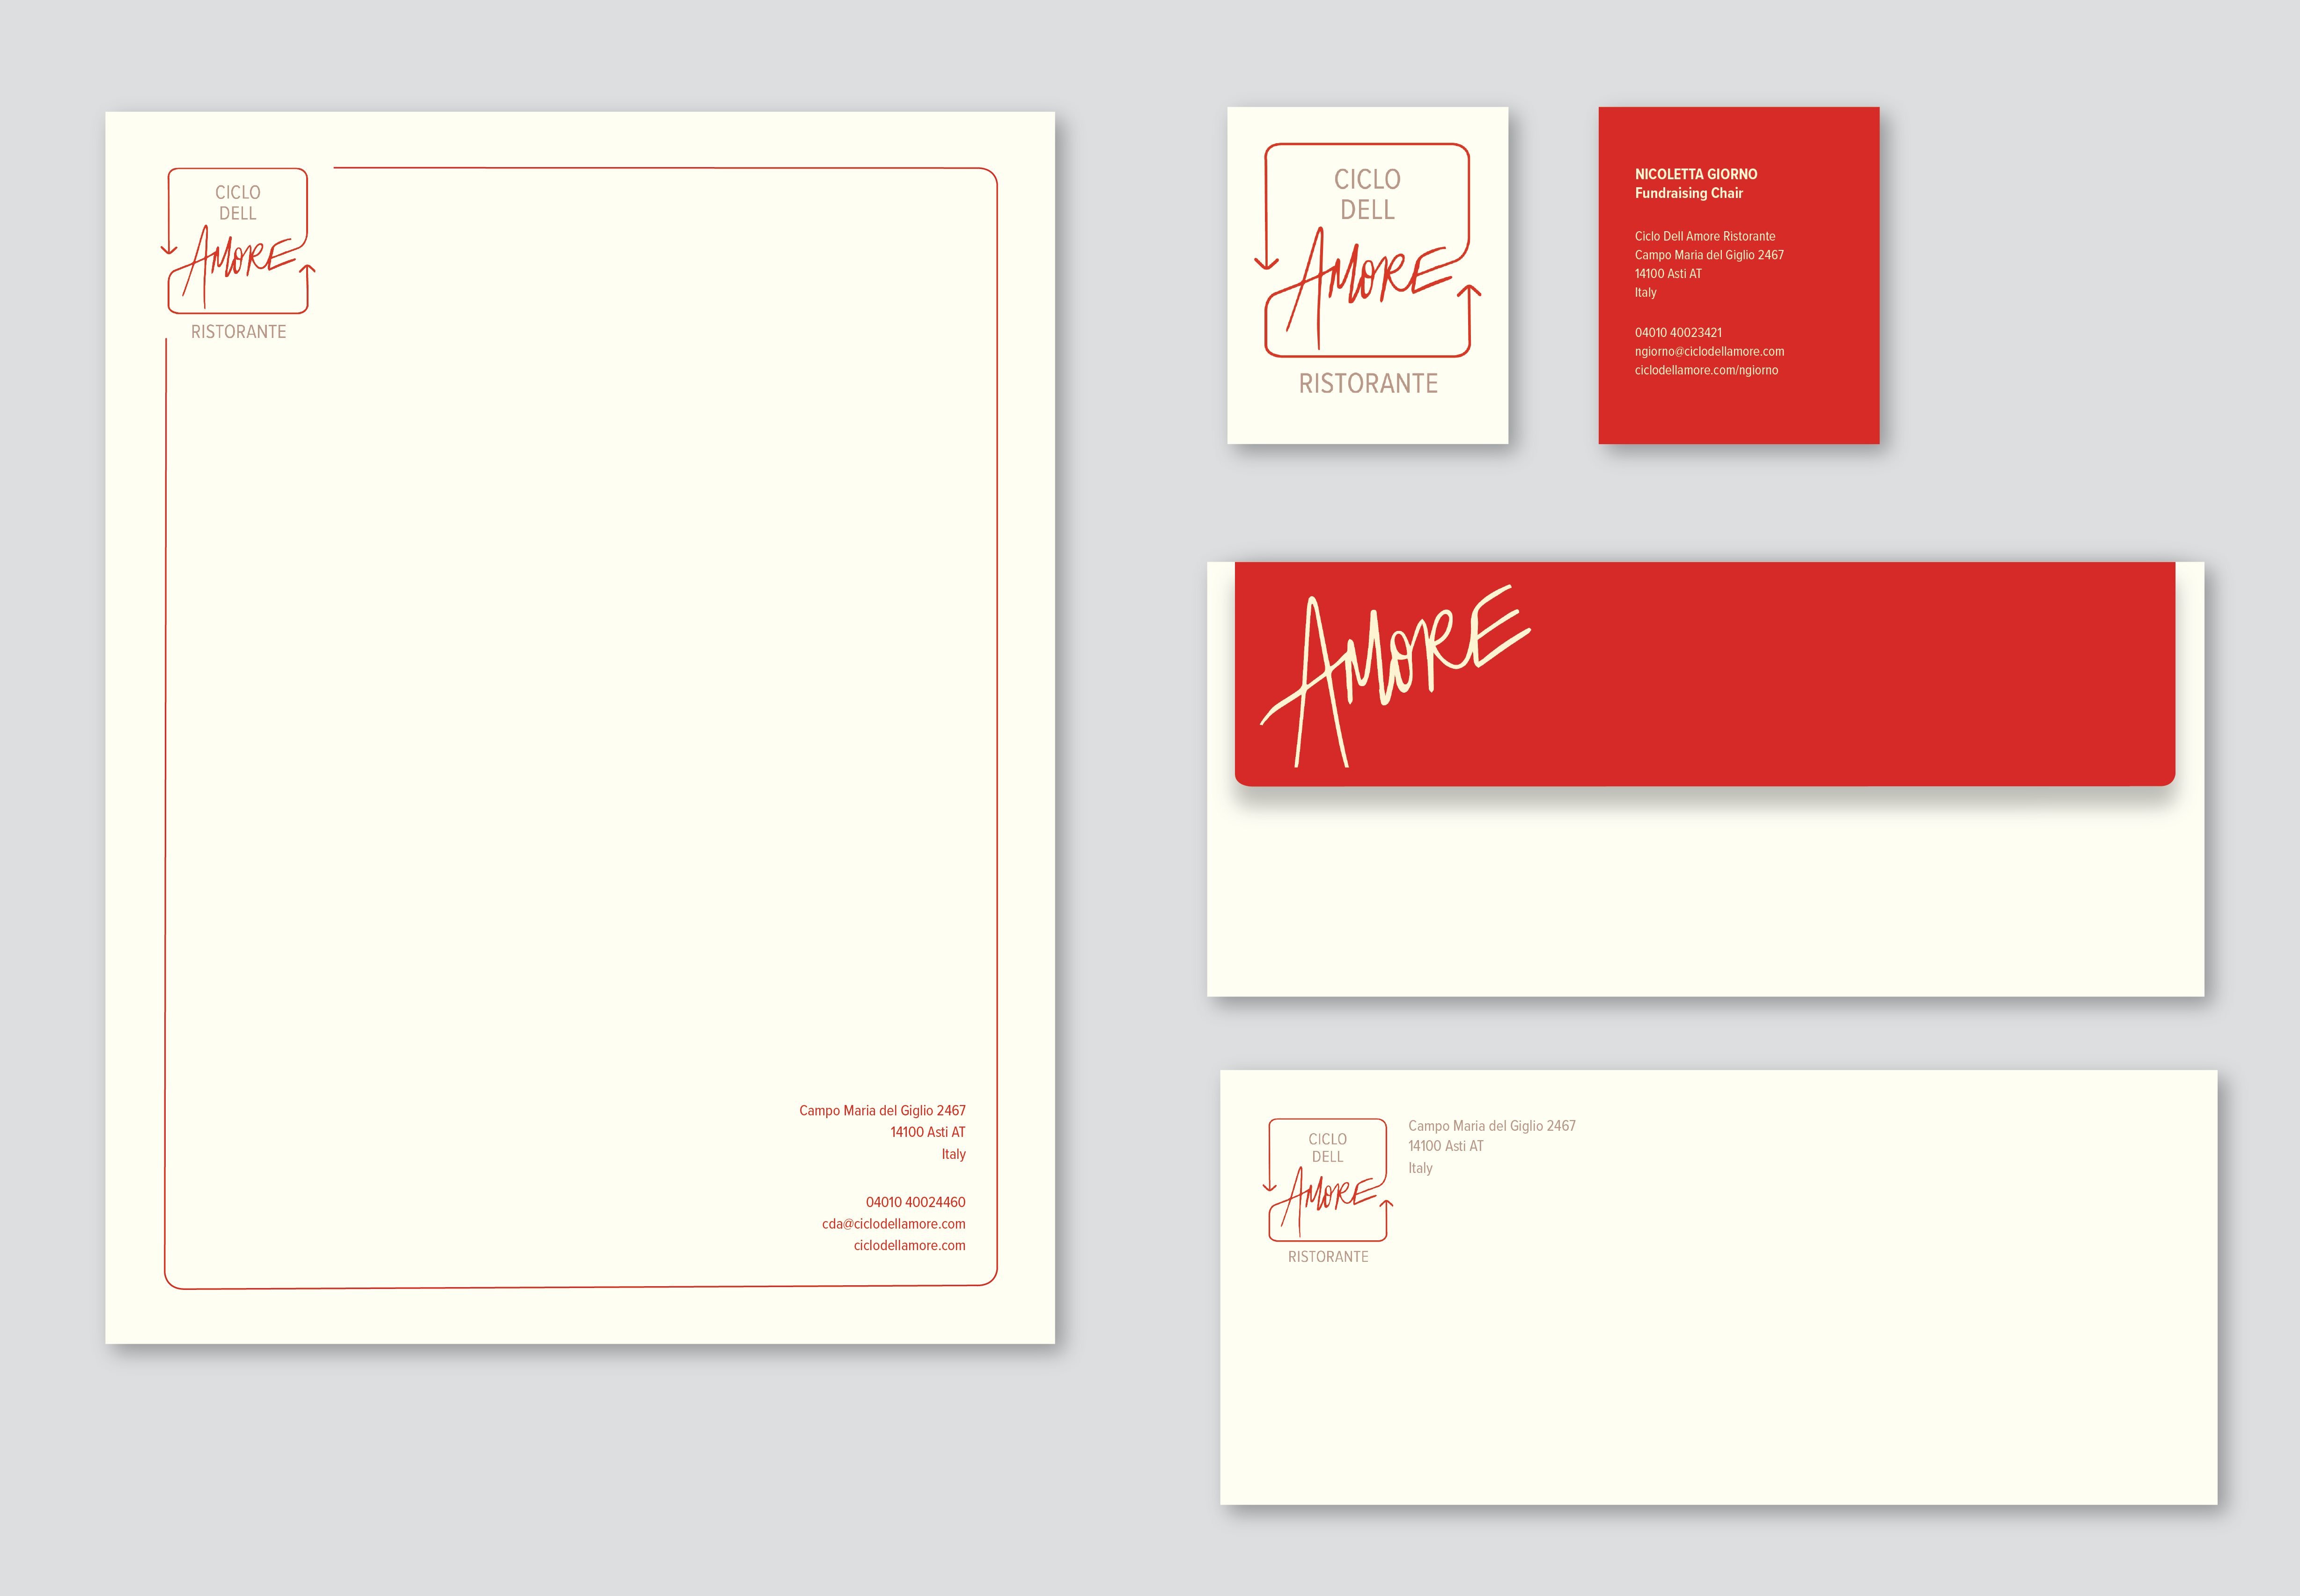 CICLO
DELL
AMORE
RISTORANTE
Campo Maria del Giglio 2467
14100 Asti AT
Italy
04010 40024460
cda@ciclodellamore.com
ciclodellamore.com
CICLO
DELL
AMORE
RISTORANTE
NICOLETTA GIORNO
Fundraising Chair
Ciclo Dell Amore Ristorante
Campo Maria del Giglio 2467
14100 Asti AT
Italy
04010 40023421
ngiorno@ciclodellamore.com
ciclodellamore.com/ngiorno
AMORE
CICLO
DELL
AMORE
RISTORANTE
Campo Maria del Giglio 2467
14100 Asti AT
Italy